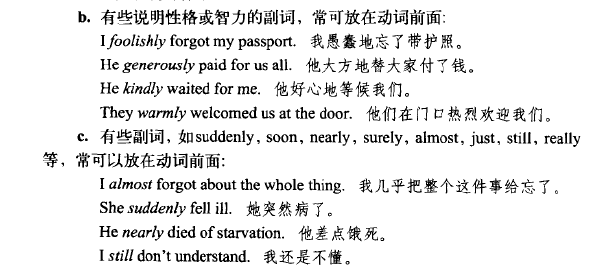 b. 有些说明性格或智力的副词，常可放在动词前面：
I foolishly forgot my passport. 我愚蠢地忘了带护照。
He generously paid for us all. 他大方地替大家付了钱。
He kindly waited for me. 他好心地等候我们。
They warmly welcomed us at the door. 他们在门口热烈欢迎我们。
c. 有些副词，如suddenly, soon, nearly, surely, almost, just, still, really
等，常可以放在动词前面：
I almost forgot about the whole thing. 我几乎把整个这件事给忘了。
She suddenly fell ill. 她突然病了。
He nearly died of starvation. 他差点饿死。
I still don't understand. 我还是不懂。